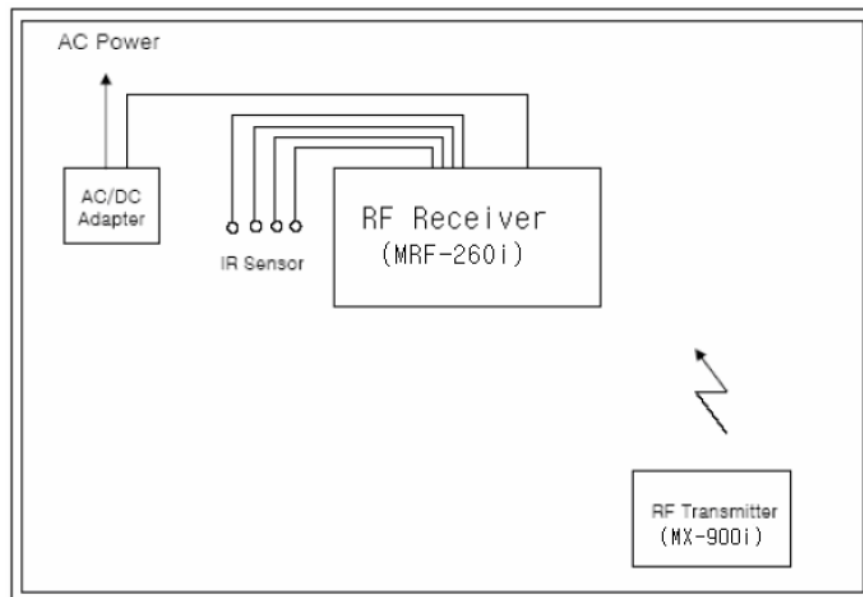 AC Power
AC/DC
Adapter
IR Sensor
RF Receiver
(MRF-260i)
RF Transmitter
(MX-900i)